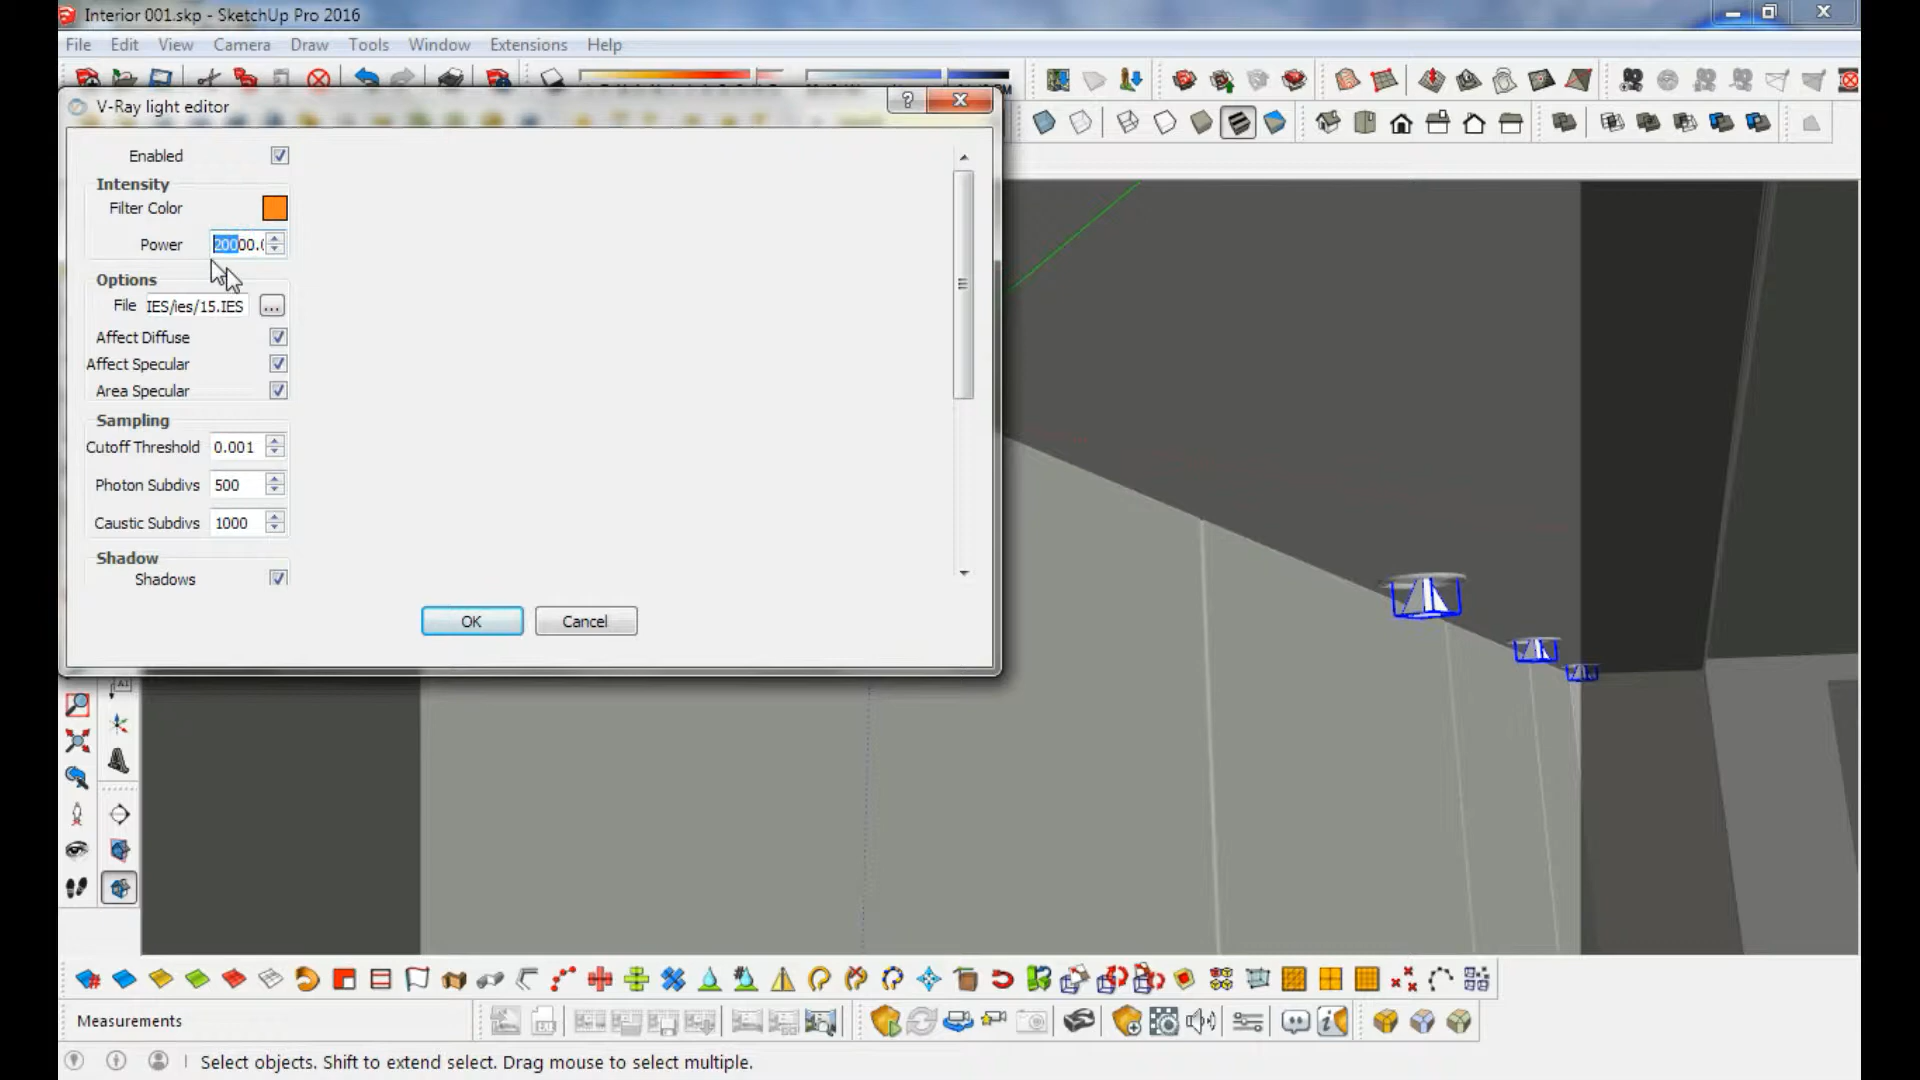 Interior 001.skp - SketchUp Pro 2016
File Edit View Camera Draw Tools Window Extensions Help
V-Ray light editor
Enabled
Intensity
Filter Color
Power 20000.(
Options
File IES/ies/15.IES ...
Affect Diffuse
Affect Specular
Area Specular
Sampling
Cutoff Threshold 0.001
Photon Subdivs 500
Caustic Subdivs 1000
Shadow
Shadows
OK Cancel
Measurements
Select objects. Shift to extend select. Drag mouse to select multiple.